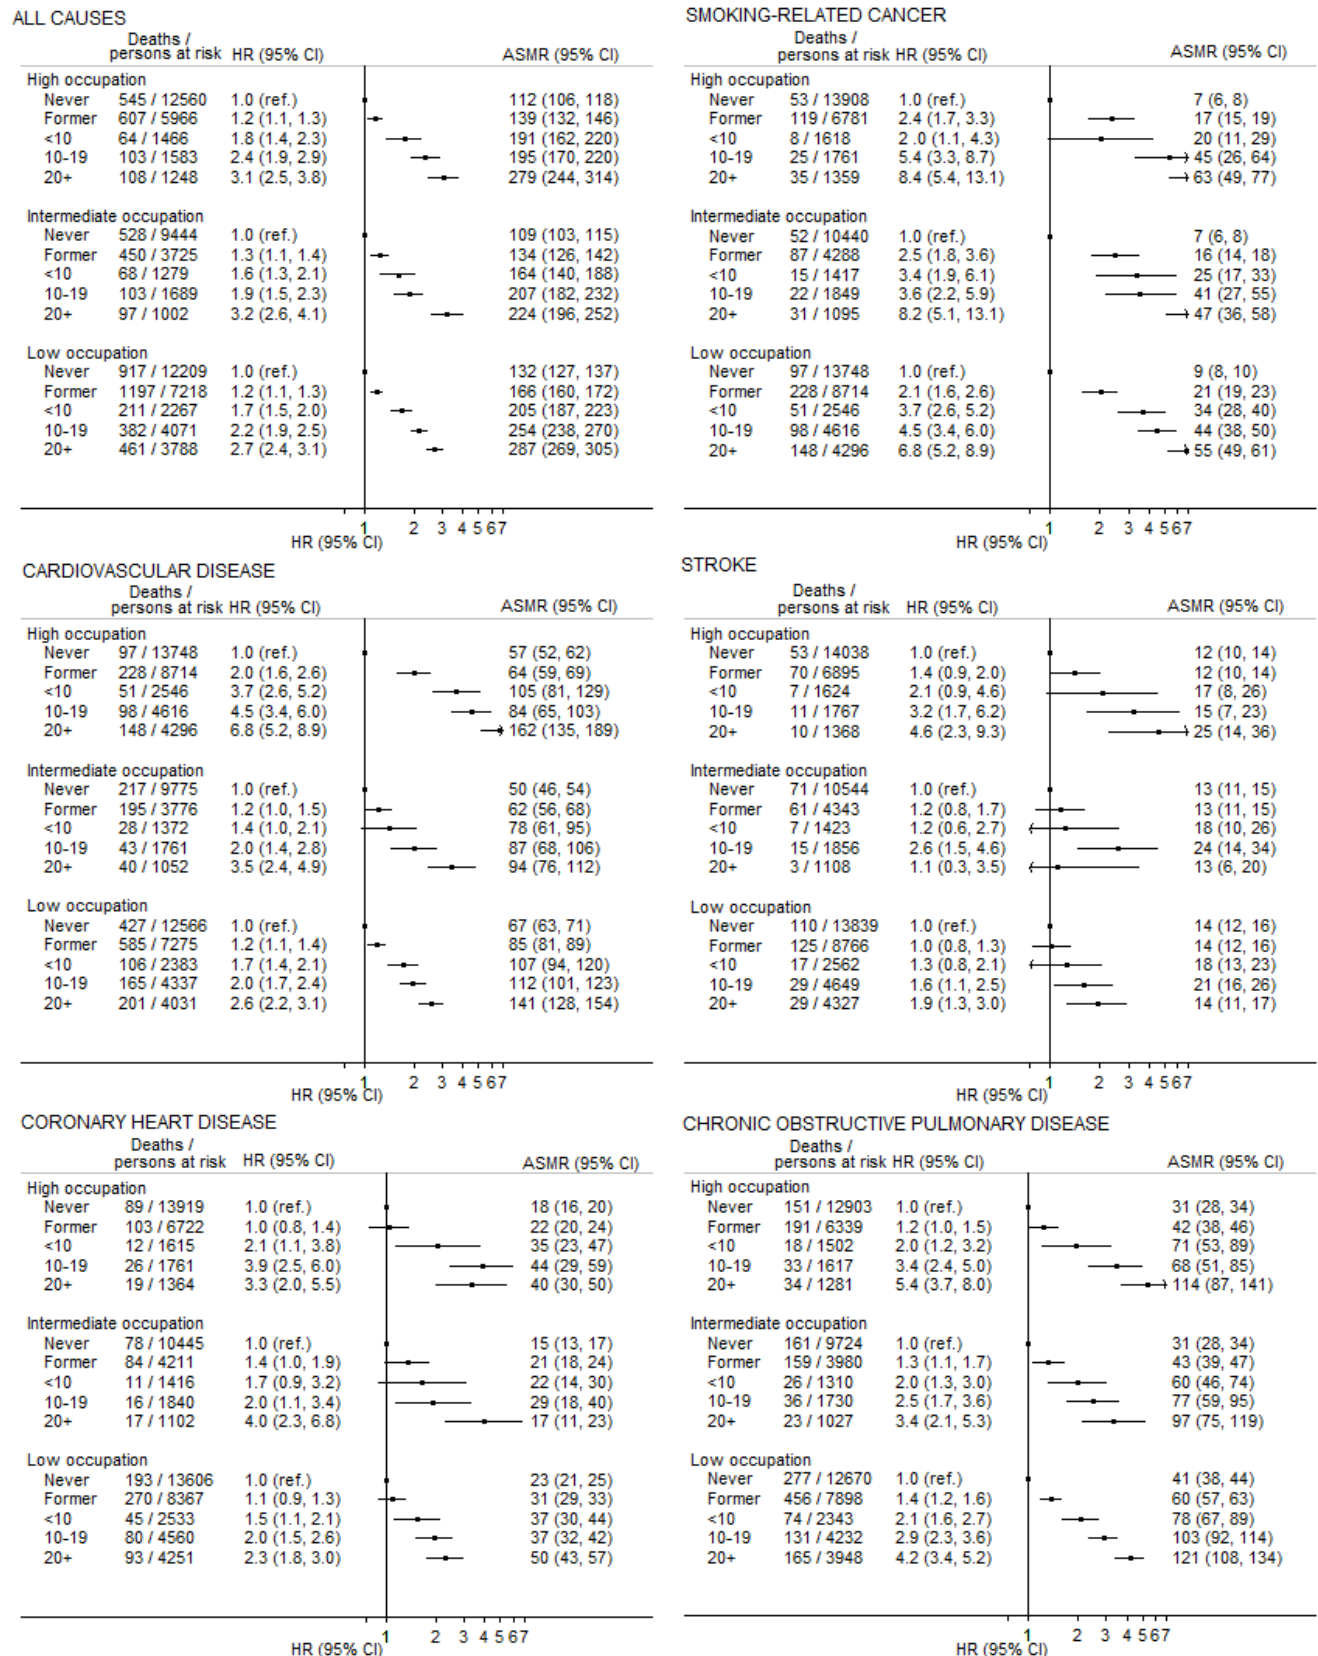 ALL CAUSES
Deaths /
persons at risk HR (95% CI) ASMR (95% CI)
High occupation
Never 545 / 12560 1.0 (ref.) 112 (106, 118)
Former 607 / 5966 1.2 (1.1, 1.3) 139 (132, 146)
<10 64 / 1466 1.8 (1.4, 2.3) 191 (162, 220)
10-19 103 / 1583 2.4 (1.9, 2.9) 195 (170, 220)
20+ 108 / 1248 3.1 (2.5, 3.8) 279 (244, 314)
Intermediate occupation
Never 528 / 9444 1.0 (ref.) 109 (103, 115)
Former 450 / 3725 1.3 (1.1, 1.4) 134 (126, 142)
<10 68 / 1279 1.6 (1.3, 2.1) 164 (140, 188)
10-19 103 / 1689 1.9 (1.5, 2.3) 207 (182, 232)
20+ 97 / 1002 3.2 (2.6, 4.1) 224 (196, 252)
Low occupation
Never 917 / 12209 1.0 (ref.) 132 (127, 137)
Former 1197 / 7218 1.2 (1.1, 1.3) 166 (160, 172)
<10 211 / 2267 1.7 (1.5, 2.0) 205 (187, 223)
10-19 382 / 4071 2.2 (1.9, 2.5) 254 (238, 270)
20+ 461 / 3788 2.7 (2.4, 3.1) 287 (269, 305)
1 2 3 4 5 6 7
HR (95% CI)
SMOKING-RELATED CANCER
Deaths /
persons at risk HR (95% CI) ASMR (95% CI)
High occupation
Never 53 / 13908 1.0 (ref.) 7 (6, 8)
Former 119 / 6781 2.4 (1.7, 3.3) 17 (15, 19)
<10 8 / 1618 2.0 (1.1, 4.3) 20 (11, 29)
10-19 25 / 1761 5.4 (3.3, 8.7) 45 (26, 64)
20+ 35 / 1359 8.4 (5.4, 13.1) 63 (49, 77)
Intermediate occupation
Never 52 / 10440 1.0 (ref.) 7 (6, 8)
Former 87 / 4288 2.5 (1.8, 3.6) 16 (14, 18)
<10 15 / 1417 3.4 (1.9, 6.1) 25 (17, 33)
10-19 22 / 1849 3.6 (2.2, 5.9) 41 (27, 55)
20+ 31 / 1095 8.2 (5.1, 13.1) 47 (36, 58)
Low occupation
Never 97 / 13748 1.0 (ref.) 9 (8, 10)
Former 228 / 8714 2.1 (1.6, 2.6) 21 (19, 23)
<10 51 / 2546 3.7 (2.6, 5.2) 34 (28, 40)
10-19 98 / 4616 4.5 (3.4, 6.0) 44 (38, 50)
20+ 148 / 4296 6.8 (5.2, 8.9) 55 (49, 61)
1 2 3 4 5 6 7
HR (95% CI)
CARDIOVASCULAR DISEASE
Deaths /
persons at risk HR (95% CI) ASMR (95% CI)
High occupation
Never 97 / 13748 1.0 (ref.) 57 (52, 62)
Former 228 / 8714 2.0 (1.6, 2.6) 64 (59, 69)
<10 51 / 2546 3.7 (2.6, 5.2) 105 (81, 129)
10-19 98 / 4616 4.5 (3.4, 6.0) 84 (65, 103)
20+ 148 / 4296 6.8 (5.2, 8.9) 162 (135, 189)
Intermediate occupation
Never 217 / 9775 1.0 (ref.) 50 (46, 54)
Former 195 / 3776 1.2 (1.0, 1.5) 62 (56, 68)
<10 28 / 1372 1.4 (1.0, 2.1) 78 (61, 95)
10-19 43 / 1761 2.0 (1.4, 2.8) 87 (68, 106)
20+ 40 / 1052 3.5 (2.4, 4.9) 94 (76, 112)
Low occupation
Never 427 / 12566 1.0 (ref.) 67 (63, 71)
Former 585 / 7275 1.2 (1.1, 1.4) 85 (81, 89)
<10 106 / 2383 1.7 (1.4, 2.1) 107 (94, 120)
10-19 165 / 4337 2.0 (1.7, 2.4) 112 (101, 123)
20+ 201 / 4031 2.6 (2.2, 3.1) 141 (128, 154)
1 2 3 4 5 6 7
HR (95% CI)
STROKE
Deaths /
persons at risk HR (95% CI) ASMR (95% CI)
High occupation
Never 53 / 14038 1.0 (ref.) 12 (10, 14)
Former 70 / 6895 1.4 (0.9, 2.0) 12 (10, 14)
<10 7 / 1624 2.1 (0.9, 4.6) 17 (8, 26)
10-19 11 / 1767 3.2 (1.7, 6.2) 15 (7, 23)
20+ 10 / 1368 4.6 (2.3, 9.3) 25 (14, 36)
Intermediate occupation
Never 71 / 10544 1.0 (ref.) 13 (11, 15)
Former 61 / 4343 1.2 (0.8, 1.7) 13 (11, 15)
<10 7 / 1423 1.2 (0.6, 2.7) 18 (10, 26)
10-19 15 / 1856 2.6 (1.5, 4.6) 24 (14, 34)
20+ 3 / 1108 1.1 (0.3, 3.5) 13 (6, 20)
Low occupation
Never 110 / 13839 1.0 (ref.) 14 (12, 16)
Former 125 / 8766 1.0 (0.8, 1.3) 14 (12, 16)
<10 17 / 2562 1.3 (0.8, 2.1) 18 (13, 23)
10-19 29 / 4649 1.6 (1.1, 2.5) 21 (16, 26)
20+ 29 / 4327 1.9 (1.3, 3.0) 14 (11, 17)
1 2 3 4 5 6 7
HR (95% CI)
CORONARY HEART DISEASE
Deaths /
persons at risk HR (95% CI) ASMR (95% CI)
High occupation
Never 89 / 13919 1.0 (ref.) 18 (16, 20)
Former 103 / 6722 1.0 (0.8, 1.4) 22 (20, 24)
<10 12 / 1615 2.1 (1.1, 3.8) 35 (23, 47)
10-19 26 / 1761 3.9 (2.5, 6.0) 44 (29, 59)
20+ 19 / 1364 3.3 (2.0, 5.5) 40 (30, 50)
Intermediate occupation
Never 78 / 10445 1.0 (ref.) 15 (13, 17)
Former 84 / 4211 1.4 (1.0, 1.9) 21 (18, 24)
<10 11 / 1416 1.7 (0.9, 3.2) 22 (14, 30)
10-19 16 / 1840 2.0 (1.1, 3.4) 29 (18, 40)
20+ 17 / 1102 4.0 (2.3, 6.8) 17 (11, 23)
Low occupation
Never 193 / 13606 1.0 (ref.) 23 (21, 25)
Former 270 / 8367 1.1 (0.9, 1.3) 31 (29, 33)
<10 45 / 2533 1.5 (1.1, 2.1) 37 (30, 44)
10-19 80 / 4560 2.0 (1.5, 2.6) 37 (32, 42)
20+ 93 / 4251 2.3 (1.8, 3.0) 50 (43, 57)
1 2 3 4 5 6 7
HR (95% CI)
CHRONIC OBSTRUCTIVE PULMONARY DISEASE
Deaths /
persons at risk HR (95% CI) ASMR (95% CI)
High occupation
Never 151 / 12903 1.0 (ref.) 31 (28, 34)
Former 191 / 6339 1.2 (1.0, 1.5) 42 (38, 46)
<10 18 / 1502 2.0 (1.2, 3.2) 71 (53, 89)
10-19 33 / 1617 3.4 (2.4, 5.0) 68 (51, 85)
20+ 34 / 1281 5.4 (3.7, 8.0) 114 (87, 141)
Intermediate occupation
Never 161 / 9724 1.0 (ref.) 31 (28, 34)
Former 159 / 3980 1.3 (1.1, 1.7) 43 (39, 47)
<10 26 / 1310 2.0 (1.3, 3.0) 60 (46, 74)
10-19 36 / 1730 2.5 (1.7, 3.6) 77 (59, 95)
20+ 23 / 1027 3.4 (2.1, 5.3) 97 (75, 119)
Low occupation
Never 277 / 12670 1.0 (ref.) 41 (38, 44)
Former 456 / 7898 1.4 (1.2, 1.6) 60 (57, 63)
<10 74 / 2343 2.1 (1.6, 2.7) 78 (67, 89)
10-19 131 / 4232 2.9 (2.3, 3.6) 103 (92, 114)
20+ 165 / 3948 4.2 (3.4, 5.2) 121 (108, 134)
1 2 3 4 5 6 7
HR (95% CI)